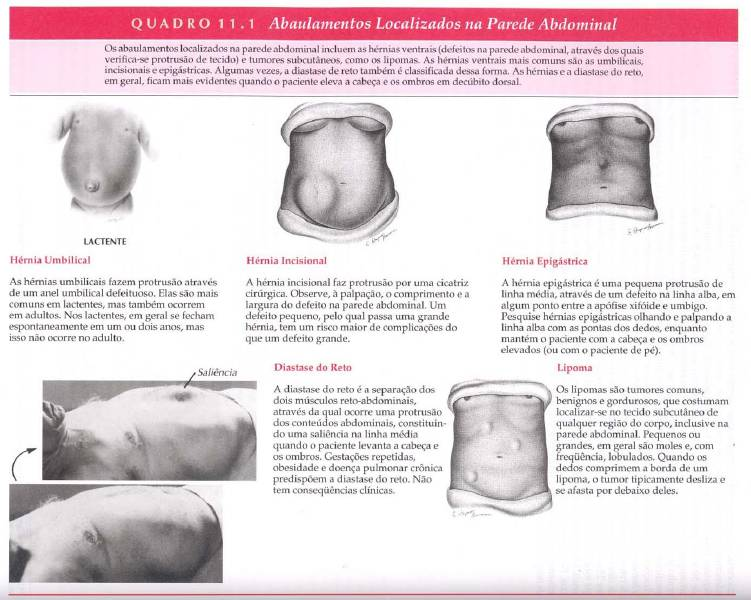 QUADRO 11.1 Abaulamentos Localizados na Parede Abdominal
Os abaulamentos localizados na parede abdominal incluem as hérnias ventrais (defeitos na parede abdominal, através dos quais
verifica-se protrusão de tecido) e tumores subcutâneos, como os lipomas. As hérnias ventrais mais comuns são as umbilicais,
incisionais e epigástricas. Algumas vezes, a diastase de reto também é classificada dessa forma. As hérnias e a diastase do reto,
em geral, ficam mais evidentes quando o paciente eleva a cabeça e os ombros em decúbito dorsal.
LACTENTE
Hérnia Umbilical
As hérnias umbilicais fazem protrusão através
de um anel umbilical defeituoso. Elas são mais
comuns em lactentes, mas também ocorrem
em adultos. Nos lactentes, em geral se fecham
espontaneamente em um ou dois anos, mas
isso não ocorre no adulto.
Hérnia Incisional
A hérnia incisional faz protrusão por uma cicatriz
cirúrgica. Observe, à palpação, o comprimento e a
largura do defeito na parede abdominal. Um
defeito pequeno, pelo qual passa uma grande
hérnia, tem um risco maior de complicações do
que um defeito grande.
Hérnia Epigástrica
A hérnia epigástrica é uma pequena protrusão de
linha média, através de um defeito na linha alba, em
algum ponto entre a apófise xifóide e umbigo.
Pesquise hérnias epigástricas olhando e palpando a
linha alba com as pontas dos dedos, enquanto
mantém o paciente com a cabeça e os ombros
elevados (ou com o paciente de pé).
Saliência
Diastase do Reto
A diastase do reto é a separação dos
dois músculos reto-abdominais,
através da qual ocorre uma protrusão
dos conteúdos abdominais, constituin-
do uma saliência na linha média
quando o paciente levanta a cabeça e
os ombros. Gestações repetidas,
obesidade e doença pulmonar crônica
predispõem a diastase do reto. Não
tem conseqüências clínicas.
Lipoma
Os lipomas são tumores comuns,
benignos e gordurosos, que costumam
localizar-se no tecido subcutâneo de
qualquer região do corpo, inclusive na
parede abdominal. Pequenos ou
grandes, em geral são moles e, com
freqüência, lobulados. Quando os
dedos comprimem a borda de um
lipoma, o tumor tipicamente desliza e
se afasta por debaixo deles.